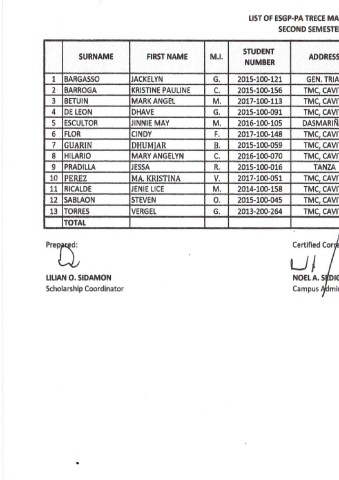 LIST OF ESGP-PA TRECE MA
SECOND SEMESTE
SURNAME FIRST NAME M.I. STUDENT NUMBER ADDRESS
1 BARGASSO JACKELYN G. 2015-100-121 GEN. TRIA
2 BARROGA KRISTINE PAULINE C. 2015-100-156 TMC, CAVI
3 BETUIN MARK ANGEL M. 2017-100-113 TMC, CAVI
4 DE LEON DHAVE G. 2015-100-091 TMC, CAVI
5 ESCULTOR JINNIE MAY M. 2016-100-105 DASMARIÑ
6 FLOR CINDY F. 2017-100-148 TMC, CAVI
7 GUARIN DHUMJAR B. 2015-100-059 TMC, CAVI
8 HILARIO MARY ANGELYN C. 2016-100-070 TMC, CAVI
9 PRADILLA JESSA R. 2015-100-016 TANZA
10 PEREZ MA. KRISTINA V. 2017-100-051 TMC, CAVI
11 RICALDE JENIE LICE M. 2014-100-158 TMC, CAVI
12 SABLAON STEVEN O. 2015-100-045 TMC, CAVI
13 TORRES VERGEL G. 2013-200-264 TMC, CAVI
TOTAL
Prepared: Certified Corr
LILIAN O. SIDAMON NOEL A. SEDIG
Scholarship Coordinator Campus Admi